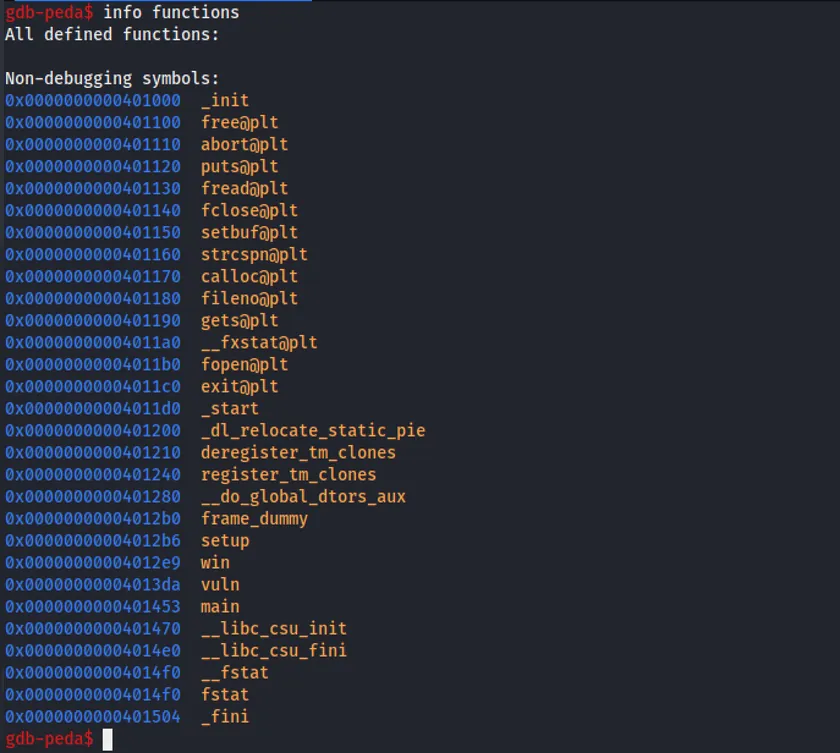 gdb-peda$ info functions
All defined functions:
Non-debugging symbols:
0x0000000000401000  _init
0x0000000000401100  free@plt
0x0000000000401110  abort@plt
0x0000000000401120  puts@plt
0x0000000000401130  fread@plt
0x0000000000401140  fclose@plt
0x0000000000401150  setbuf@plt
0x0000000000401160  strcspn@plt
0x0000000000401170  calloc@plt
0x0000000000401180  fileno@plt
0x0000000000401190  gets@plt
0x00000000004011a0  __fxstat@plt
0x00000000004011b0  fopen@plt
0x00000000004011c0  exit@plt
0x00000000004011d0  _start
0x0000000000401200  _dl_relocate_static_pie
0x0000000000401210  deregister_tm_clones
0x0000000000401240  register_tm_clones
0x0000000000401280  __do_global_dtors_aux
0x00000000004012b0  frame_dummy
0x00000000004012b6  setup
0x00000000004012e9  win
0x00000000004013da  vuln
0x0000000000401453  main
0x0000000000401470  __libc_csu_init
0x00000000004014e0  __libc_csu_fini
0x00000000004014f0  __fstat
0x00000000004014f0  fstat
0x0000000000401504  _fini
gdb-peda$